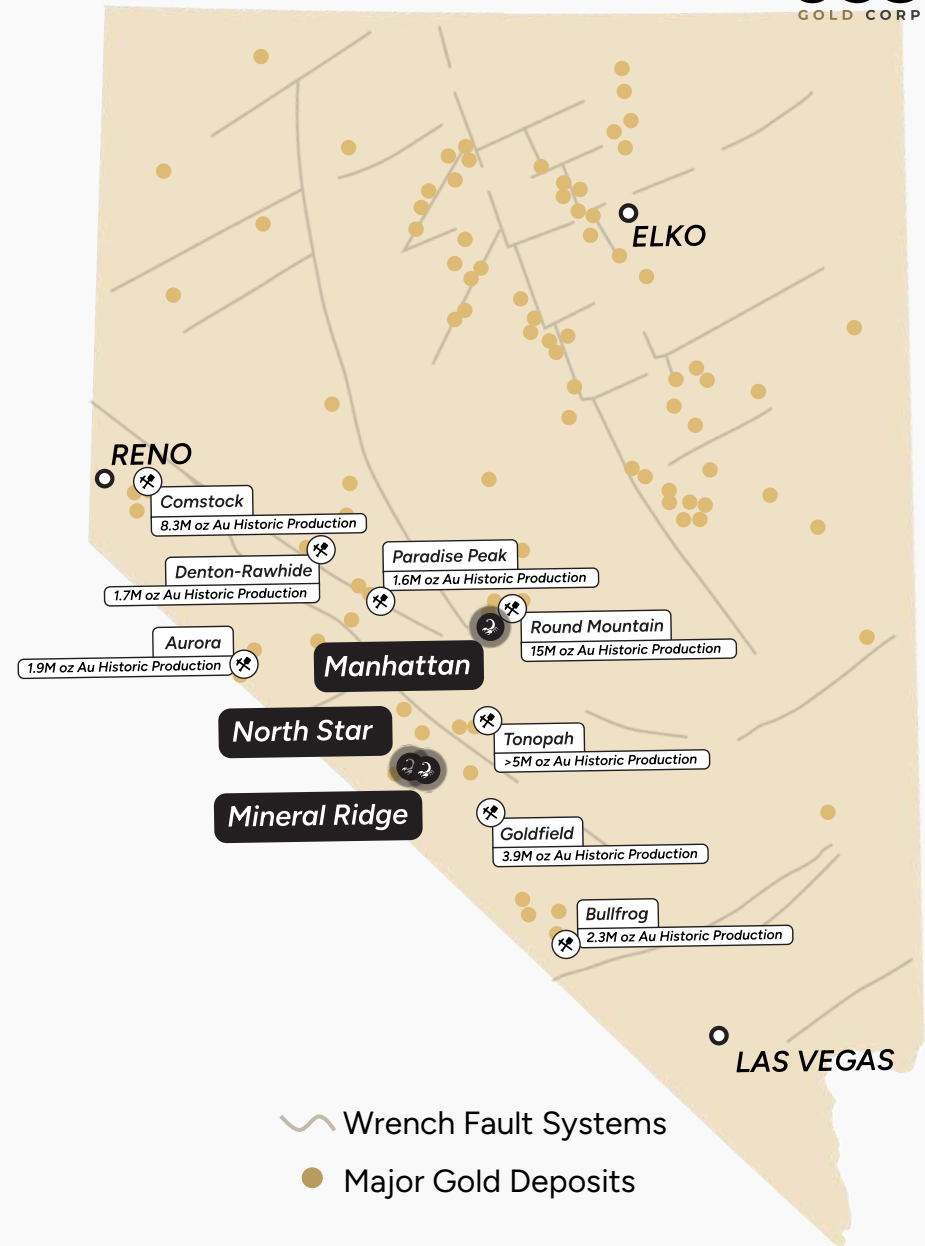 GOLD CORP
ELKO
RENO
Comstock
8.3M oz Au Historic Production
Denton-Rawhide
1.7M oz Au Historic Production
Paradise Peak
1.6M oz Au Historic Production
Round Mountain
15M oz Au Historic Production
Aurora
1.9M oz Au Historic Production
Manhattan
North Star
Tonopah
>5M oz Au Historic Production
Mineral Ridge
Goldfield
3.9M oz Au Historic Production
Bullfrog
2.3M oz Au Historic Production
LAS VEGAS
Wrench Fault Systems
Major Gold Deposits